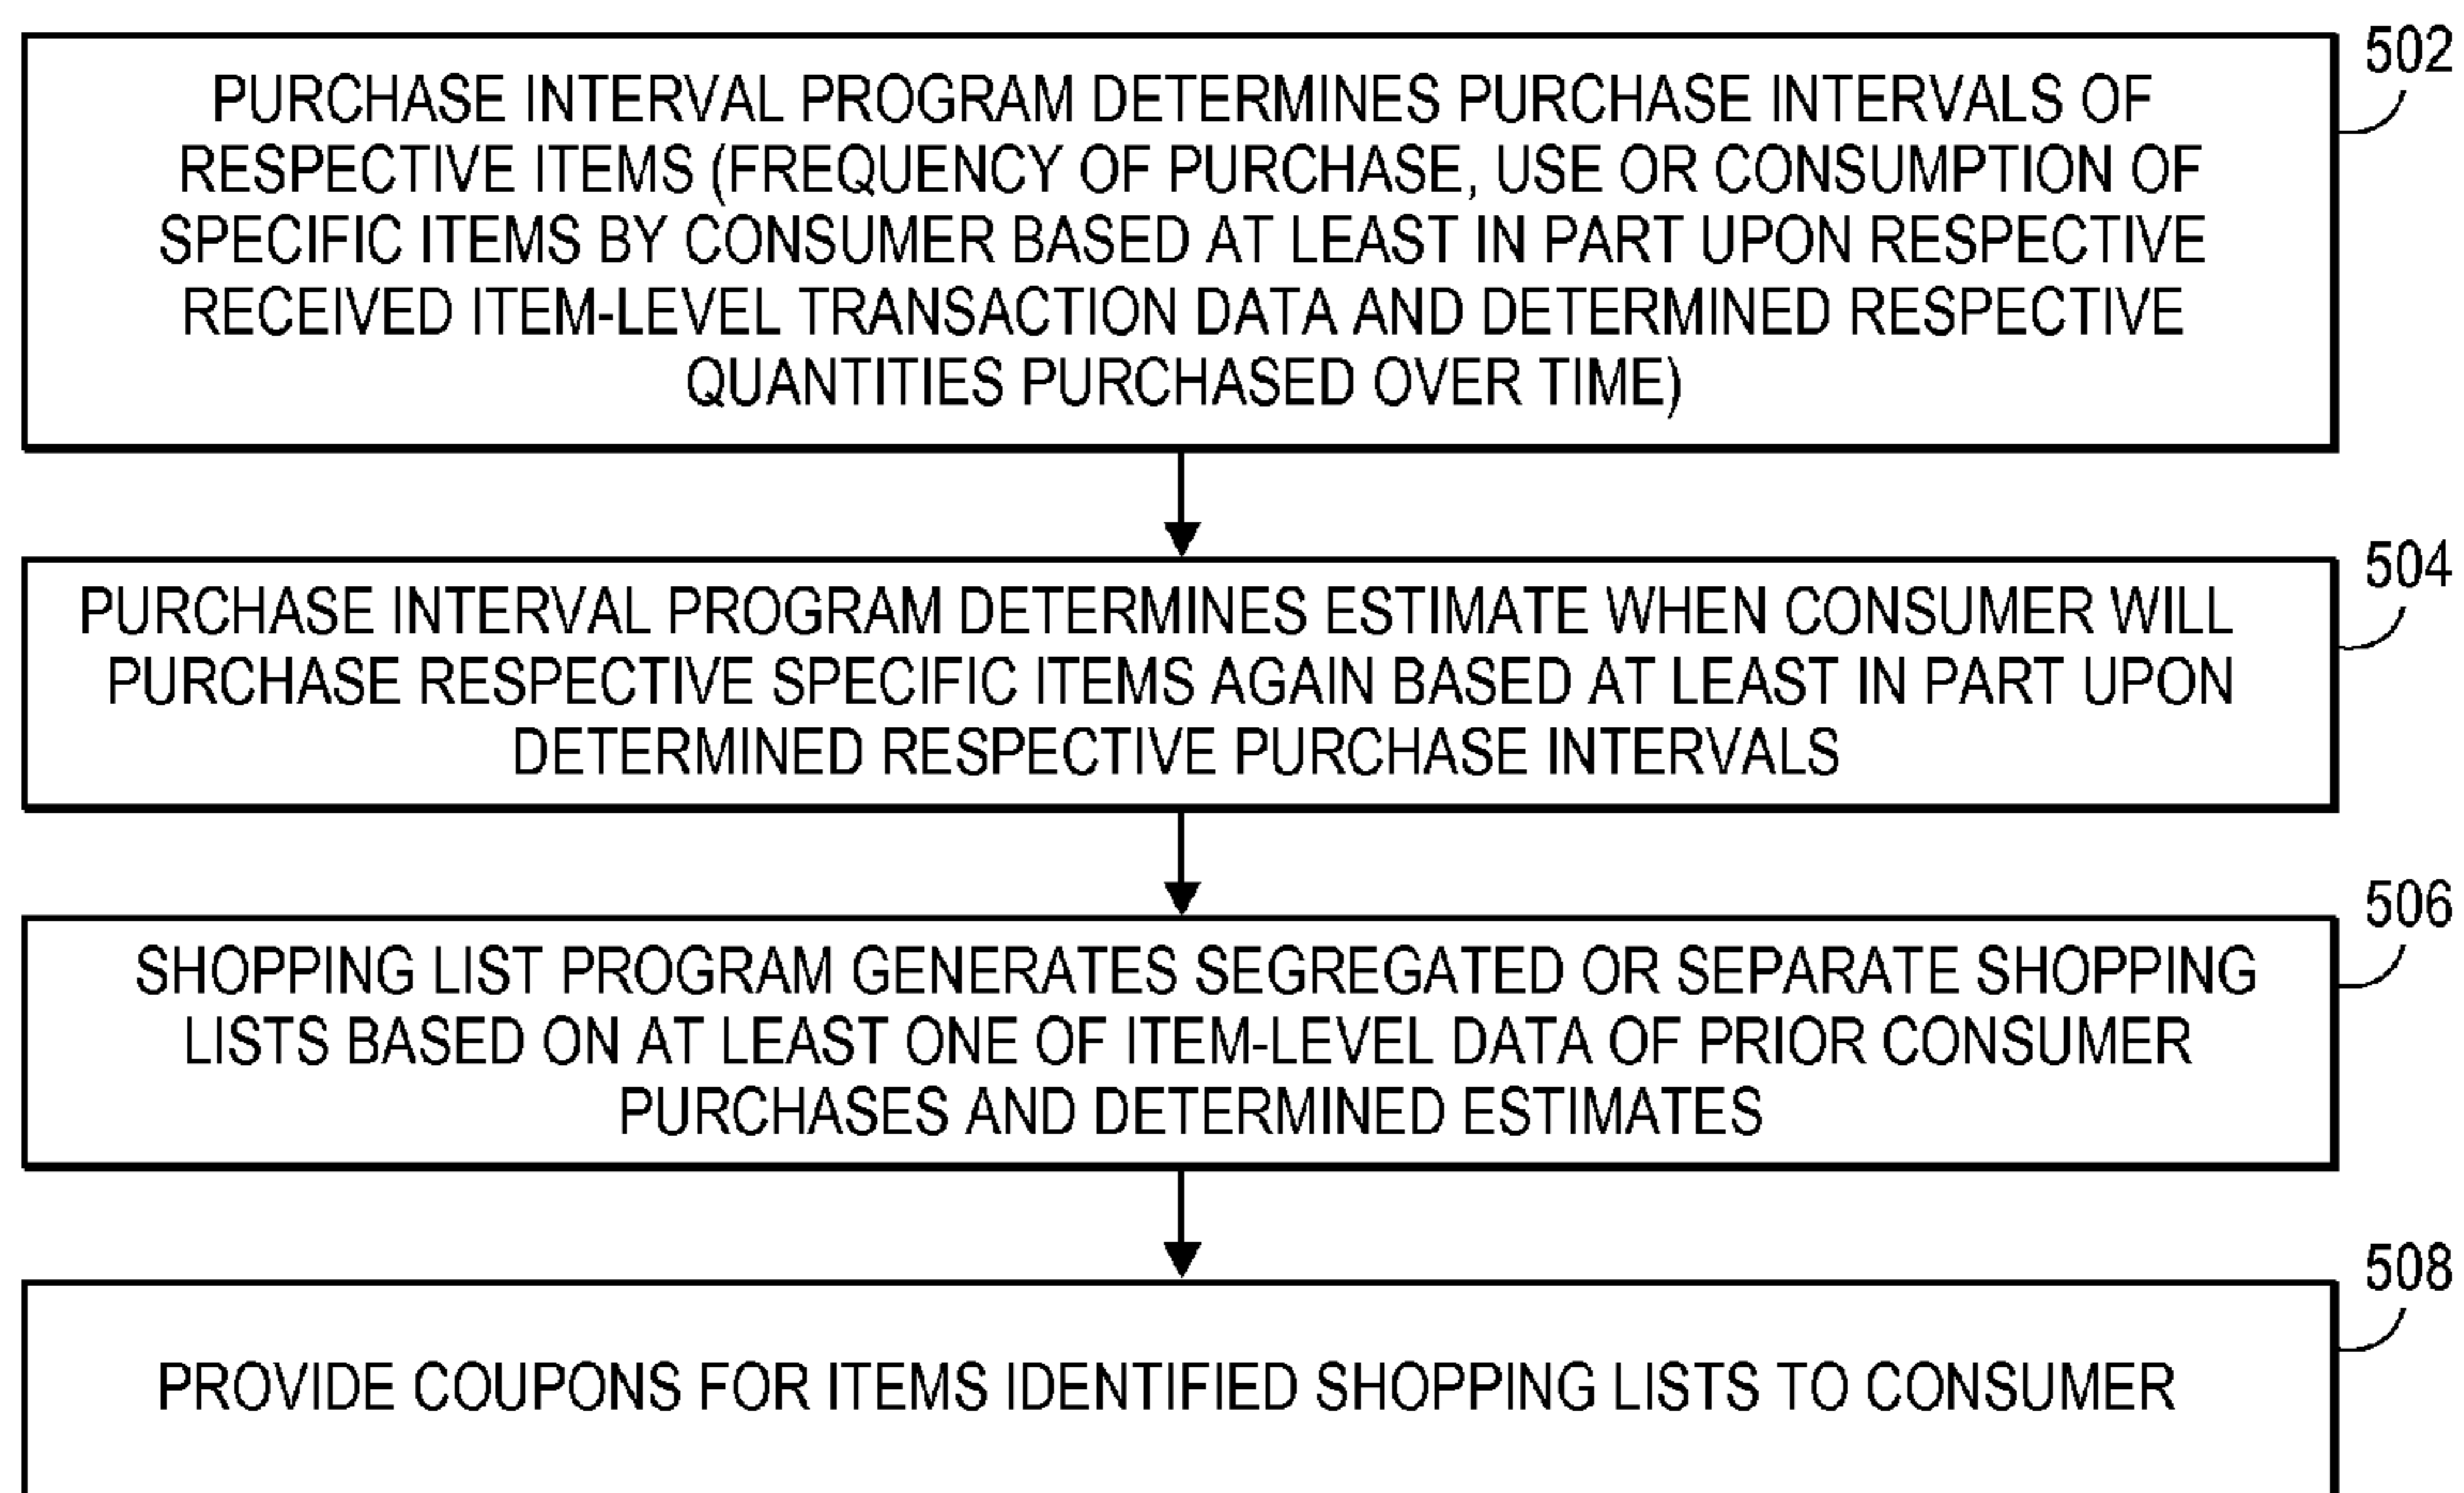 502
PURCHASE INTERVAL PROGRAM DETERMINES PURCHASE INTERVALS OF
RESPECTIVE ITEMS (FREQUENCY OF PURCHASE, USE OR CONSUMPTION OF
SPECIFIC ITEMS BY CONSUMER BASED AT LEAST IN PART UPON RESPECTIVE
RECEIVED ITEM-LEVEL TRANSACTION DATA AND DETERMINED RESPECTIVE
QUANTITIES PURCHASED OVER TIME)
504
PURCHASE INTERVAL PROGRAM DETERMINES ESTIMATE WHEN CONSUMER WILL
PURCHASE RESPECTIVE SPECIFIC ITEMS AGAIN BASED AT LEAST IN PART UPON
DETERMINED RESPECTIVE PURCHASE INTERVALS
506
SHOPPING LIST PROGRAM GENERATES SEGREGATED OR SEPARATE SHOPPING
LISTS BASED ON AT LEAST ONE OF ITEM-LEVEL DATA OF PRIOR CONSUMER
PURCHASES AND DETERMINED ESTIMATES
508
PROVIDE COUPONS FOR ITEMS IDENTIFIED SHOPPING LISTS TO CONSUMER